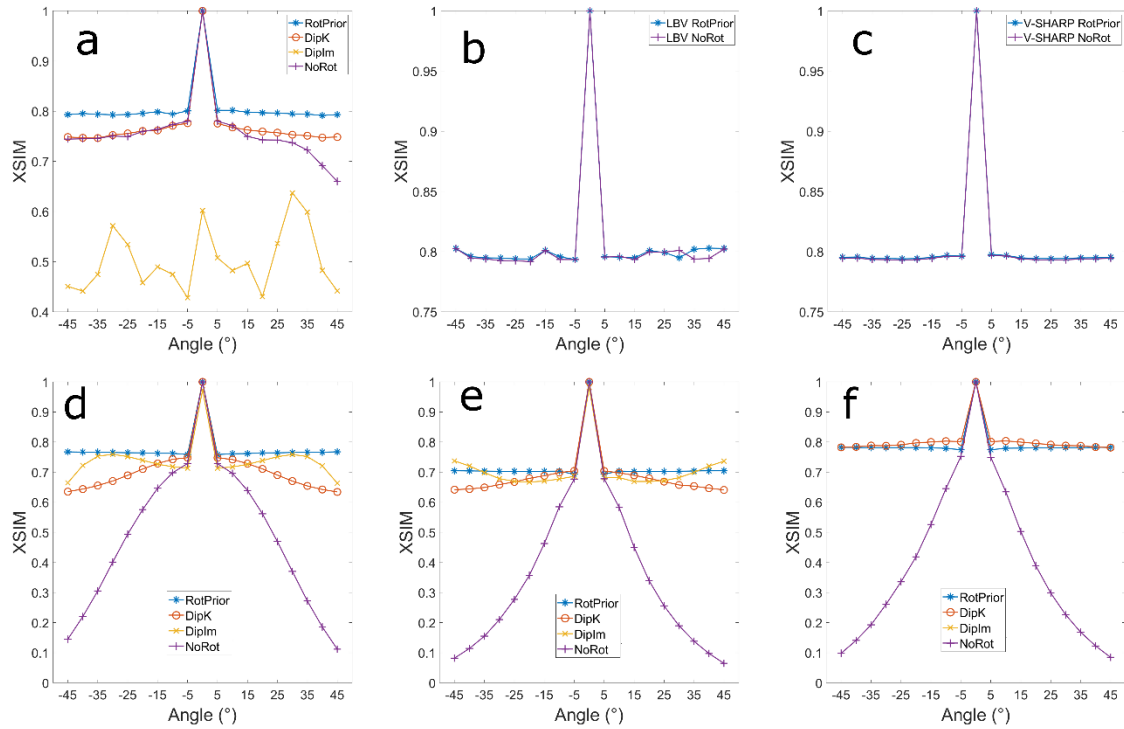 a
1
0.9
0.8
0.7
0.6
0.5
0.4
XSIM
-45 -35 -25 -15 -5 5 15 25 35 45
Angle (°)
RotPrior
DipK
DipIm
NoRot
b
1
0.95
0.9
0.85
0.8
0.75
XSIM
-45 -35 -25 -15 -5 5 15 25 35 45
Angle (°)
LBV RotPrior
LBV NoRot
c
1
0.95
0.9
0.85
0.8
0.75
XSIM
-45 -35 -25 -15 -5 5 15 25 35 45
Angle (°)
V-SHARP RotPrior
V-SHARP NoRot
d
1
0.9
0.8
0.7
0.6
0.5
0.4
0.3
0.2
0.1
0
XSIM
-45 -35 -25 -15 -5 5 15 25 35 45
Angle (°)
RotPrior
DipK
DipIm
NoRot
e
1
0.9
0.8
0.7
0.6
0.5
0.4
0.3
0.2
0.1
0
XSIM
-45 -35 -25 -15 -5 5 15 25 35 45
Angle (°)
RotPrior
DipK
DipIm
NoRot
f
1
0.9
0.8
0.7
0.6
0.5
0.4
0.3
0.2
0.1
0
XSIM
-45 -35 -25 -15 -5 5 15 25 35 45
Angle (°)
RotPrior
DipK
DipIm
NoRot